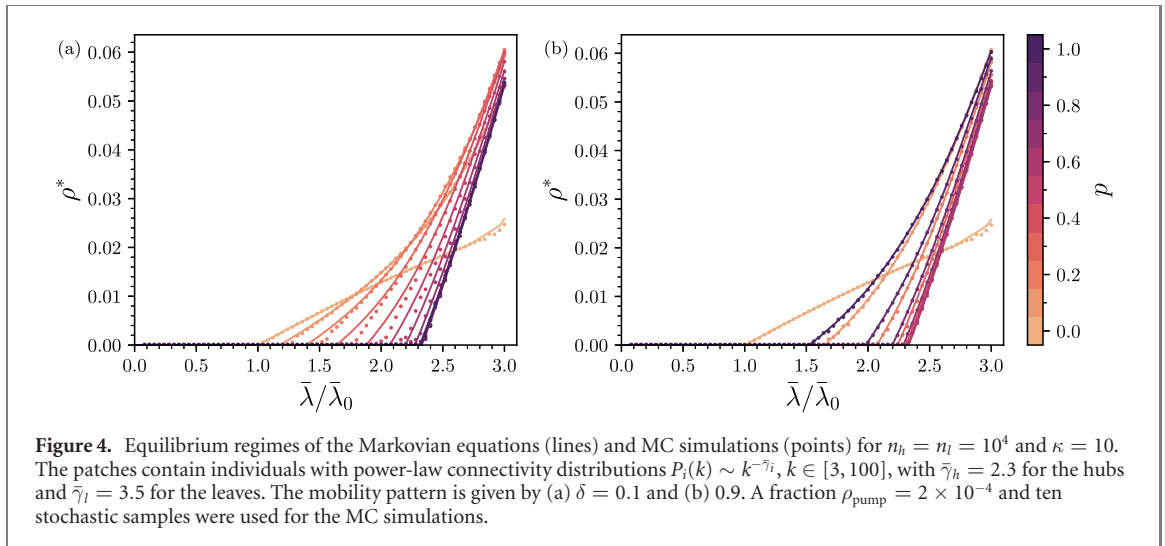 (a)
0.06
0.05
0.04
0.03
0.02
0.01
0.00
ρ*
0.0 0.5 1.0 1.5 2.0 2.5 3.0
λ̄/λ̄₀
(b)
0.06
0.05
0.04
0.03
0.02
0.01
0.00
ρ*
0.0 0.5 1.0 1.5 2.0 2.5 3.0
λ̄/λ̄₀
1.0
0.8
0.6
0.4
0.2
0.0
p
Figure 4. Equilibrium regimes of the Markovian equations (lines) and MC simulations (points) for nₕ = nₗ = 10⁴ and κ = 10.
The patches contain individuals with power-law connectivity distributions Pᵢ(k) ∼ k^{−γ̄ᵢ}, k ∈ [3, 100], with γ̄ₕ = 2.3 for the hubs
and γ̄ₗ = 3.5 for the leaves. The mobility pattern is given by (a) δ = 0.1 and (b) 0.9. A fraction ρ_pump = 2 × 10⁻⁴ and ten
stochastic samples were used for the MC simulations.